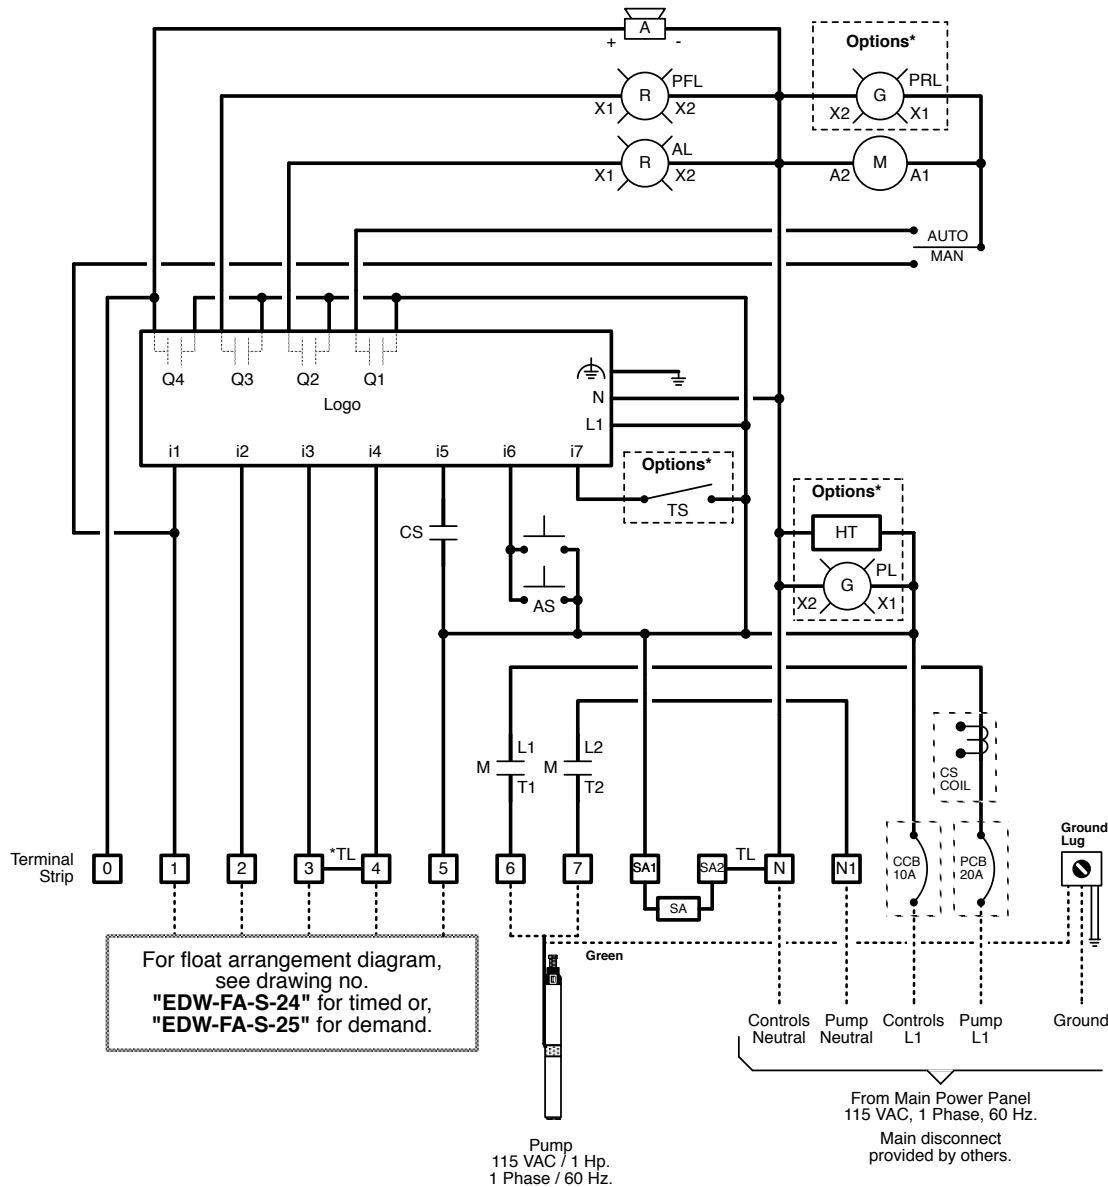 A
+ -
Options*
PFL
PRL
R
G
X1 X2
X2 X1
AL
R
M
X1 X2
A2 A1
AUTO
MAN
Q4 Q3 Q2 Q1
Logo
N
L1
i1 i2 i3 i4 i5 i6 i7
Options*
TS
Options*
HT
CS
PL
G
X2 X1
AS
L1 L2
M M
T1 T2
CS
COIL
Terminal
Strip
0 1 2 3 *TL 4 5 6 7 SA1 SA2 TL N N1
SA
CCB
10A
PCB
20A
Ground
Lug
Green
For float arrangement diagram,
see drawing no.
"EDW-FA-S-24" for timed or,
"EDW-FA-S-25" for demand.
Controls
Neutral
Pump
Neutral
Controls
L1
Pump
L1
Ground
From Main Power Panel
115 VAC, 1 Phase, 60 Hz.
Main disconnect
provided by others.
Pump
115 VAC / 1 Hp.
1 Phase / 60 Hz.